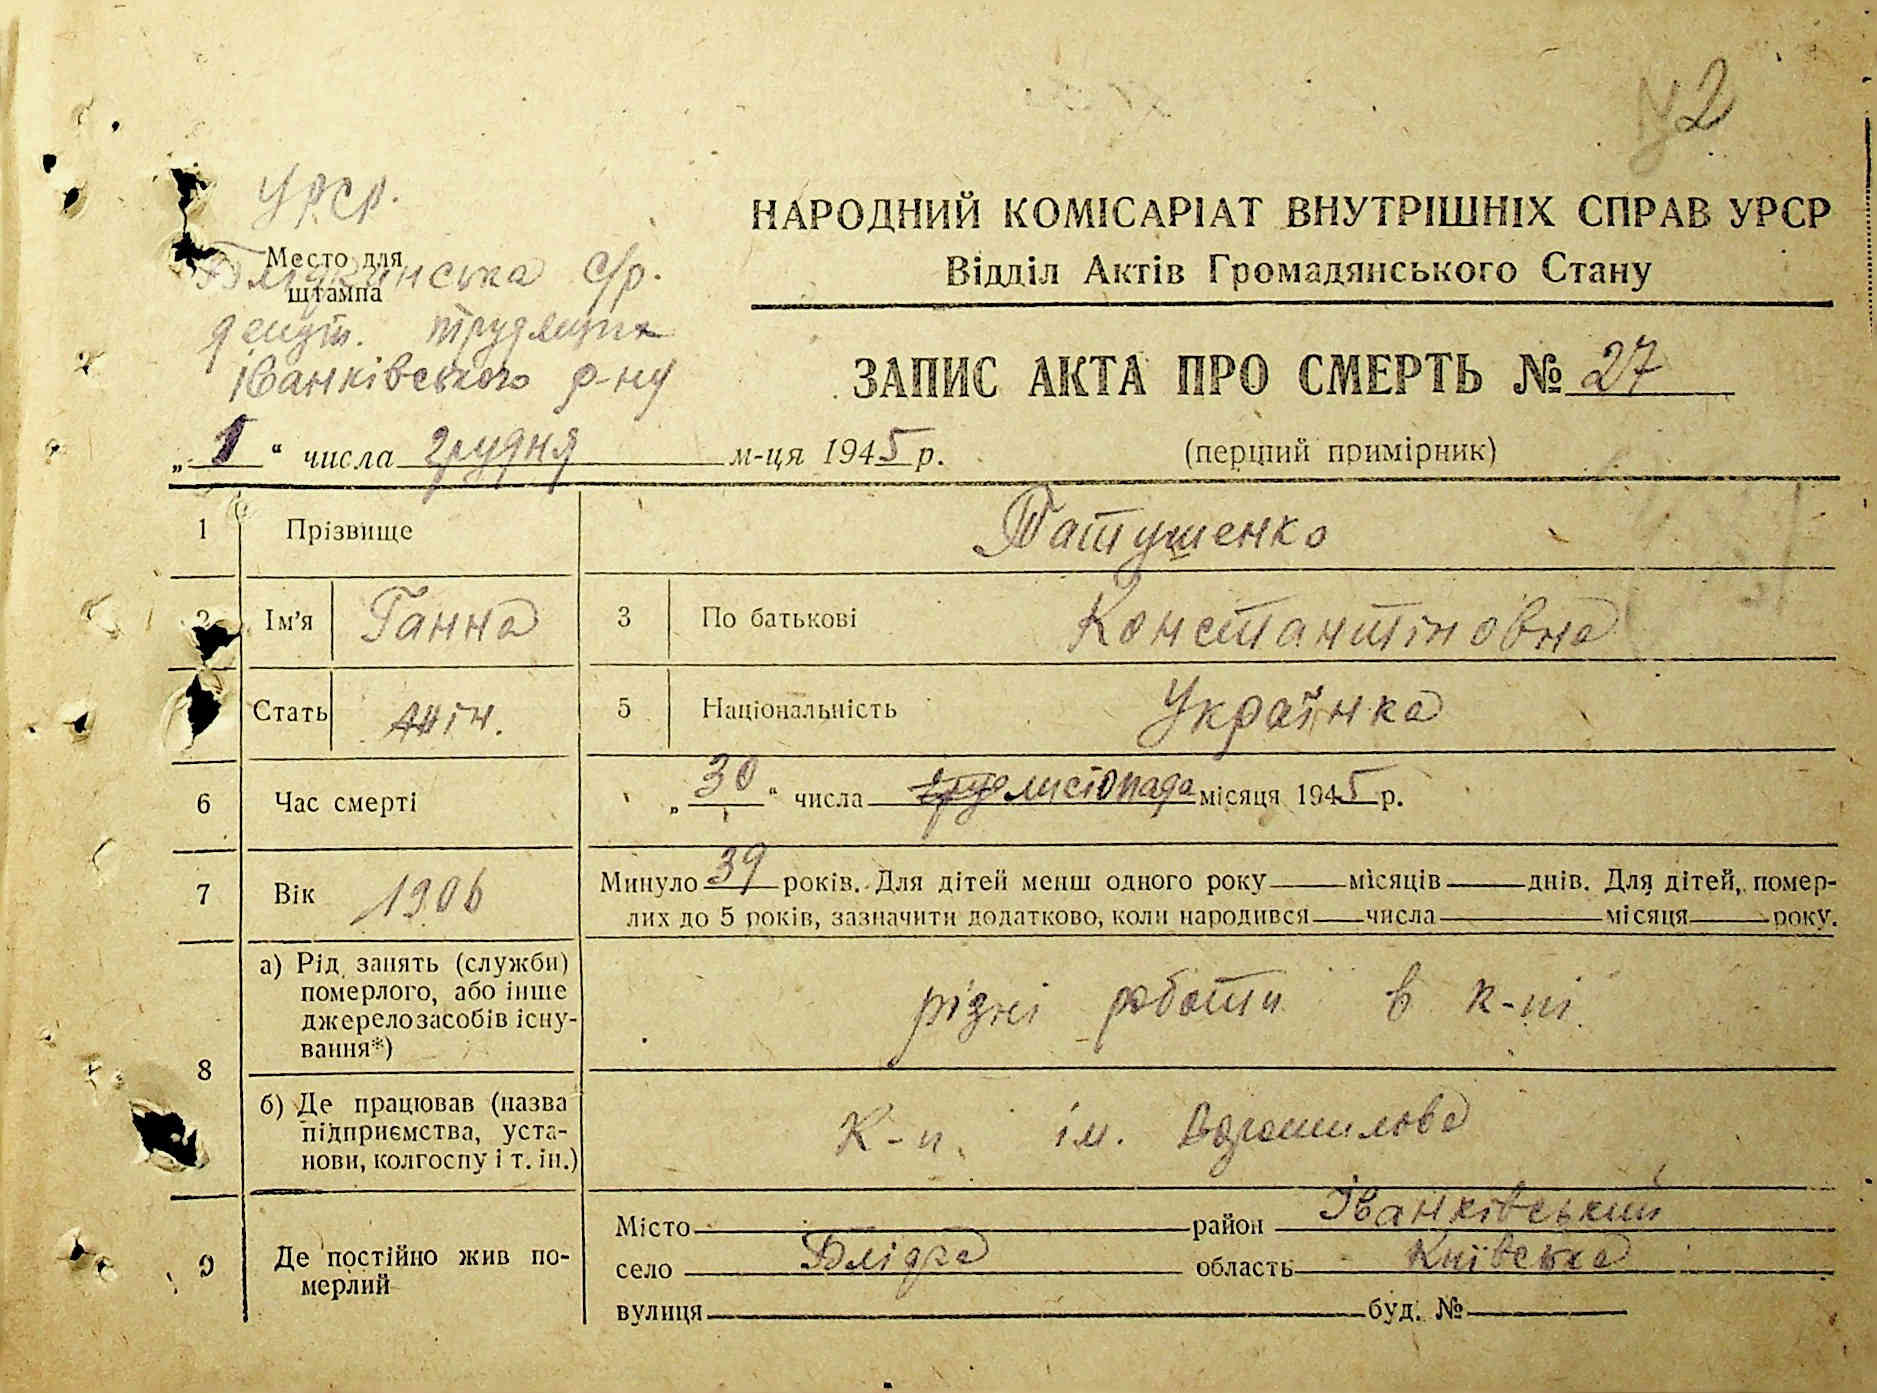 №2
УРСР.
Место для
штампа
с/р.
депут. трудящих
Іванківського р-ну
НАРОДНИЙ КОМІСАРІАТ ВНУТРІШНІХ СПРАВ УРСР
Відділ Актів Громадянського Стану
ЗАПИС АКТА ПРО СМЕРТЬ № 27
„1“ числа грудня м-ця 1945 р. (перший примірник)
1 Прізвище Патушенко
2 Ім'я Ганна 3 По батькові Константіновна
Стать жін. 5 Національність Українка
6 Час смерті „30“ числа груд листопада місяця 1945 р.
7 Вік 1906 Минуло 39 років. Для дітей менш одного року — місяців — днів. Для дітей, помер-
лих до 5 років, зазначити додатково, коли народився — числа — місяця — року.
8 а) Рід занять (служби)
померлого, або інше
джерело засобів існу-
вання*)
різні роботи в к-пі
б) Де працював (назва
підприємства, уста-
нови, колгоспу і т. ін.)
К-п. ім. Ворошилова
9 Де постійно жив по-
мерлий
Місто — район Іванківський
село Блідча область Київська
вулиця — буд. № —